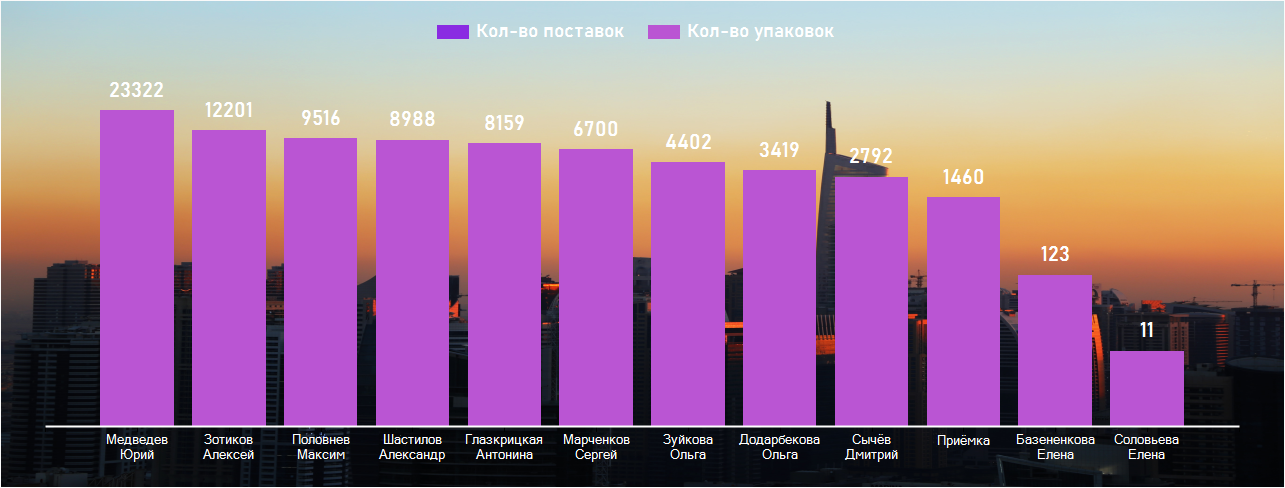 Кол-во поставок Кол-во упаковок
23322 12201 9516 8988 8159 6700 4402 3419 2792 1460 123 11
Медведев Зотиков Половнев Шастилов Глазкрицкая Марченков Зуйкова Додарбекова Сычёв Приёмка Базененкова Соловьева
Юрий Алексей Максим Александр Антонина Сергей Ольга Ольга Дмитрий Елена Елена